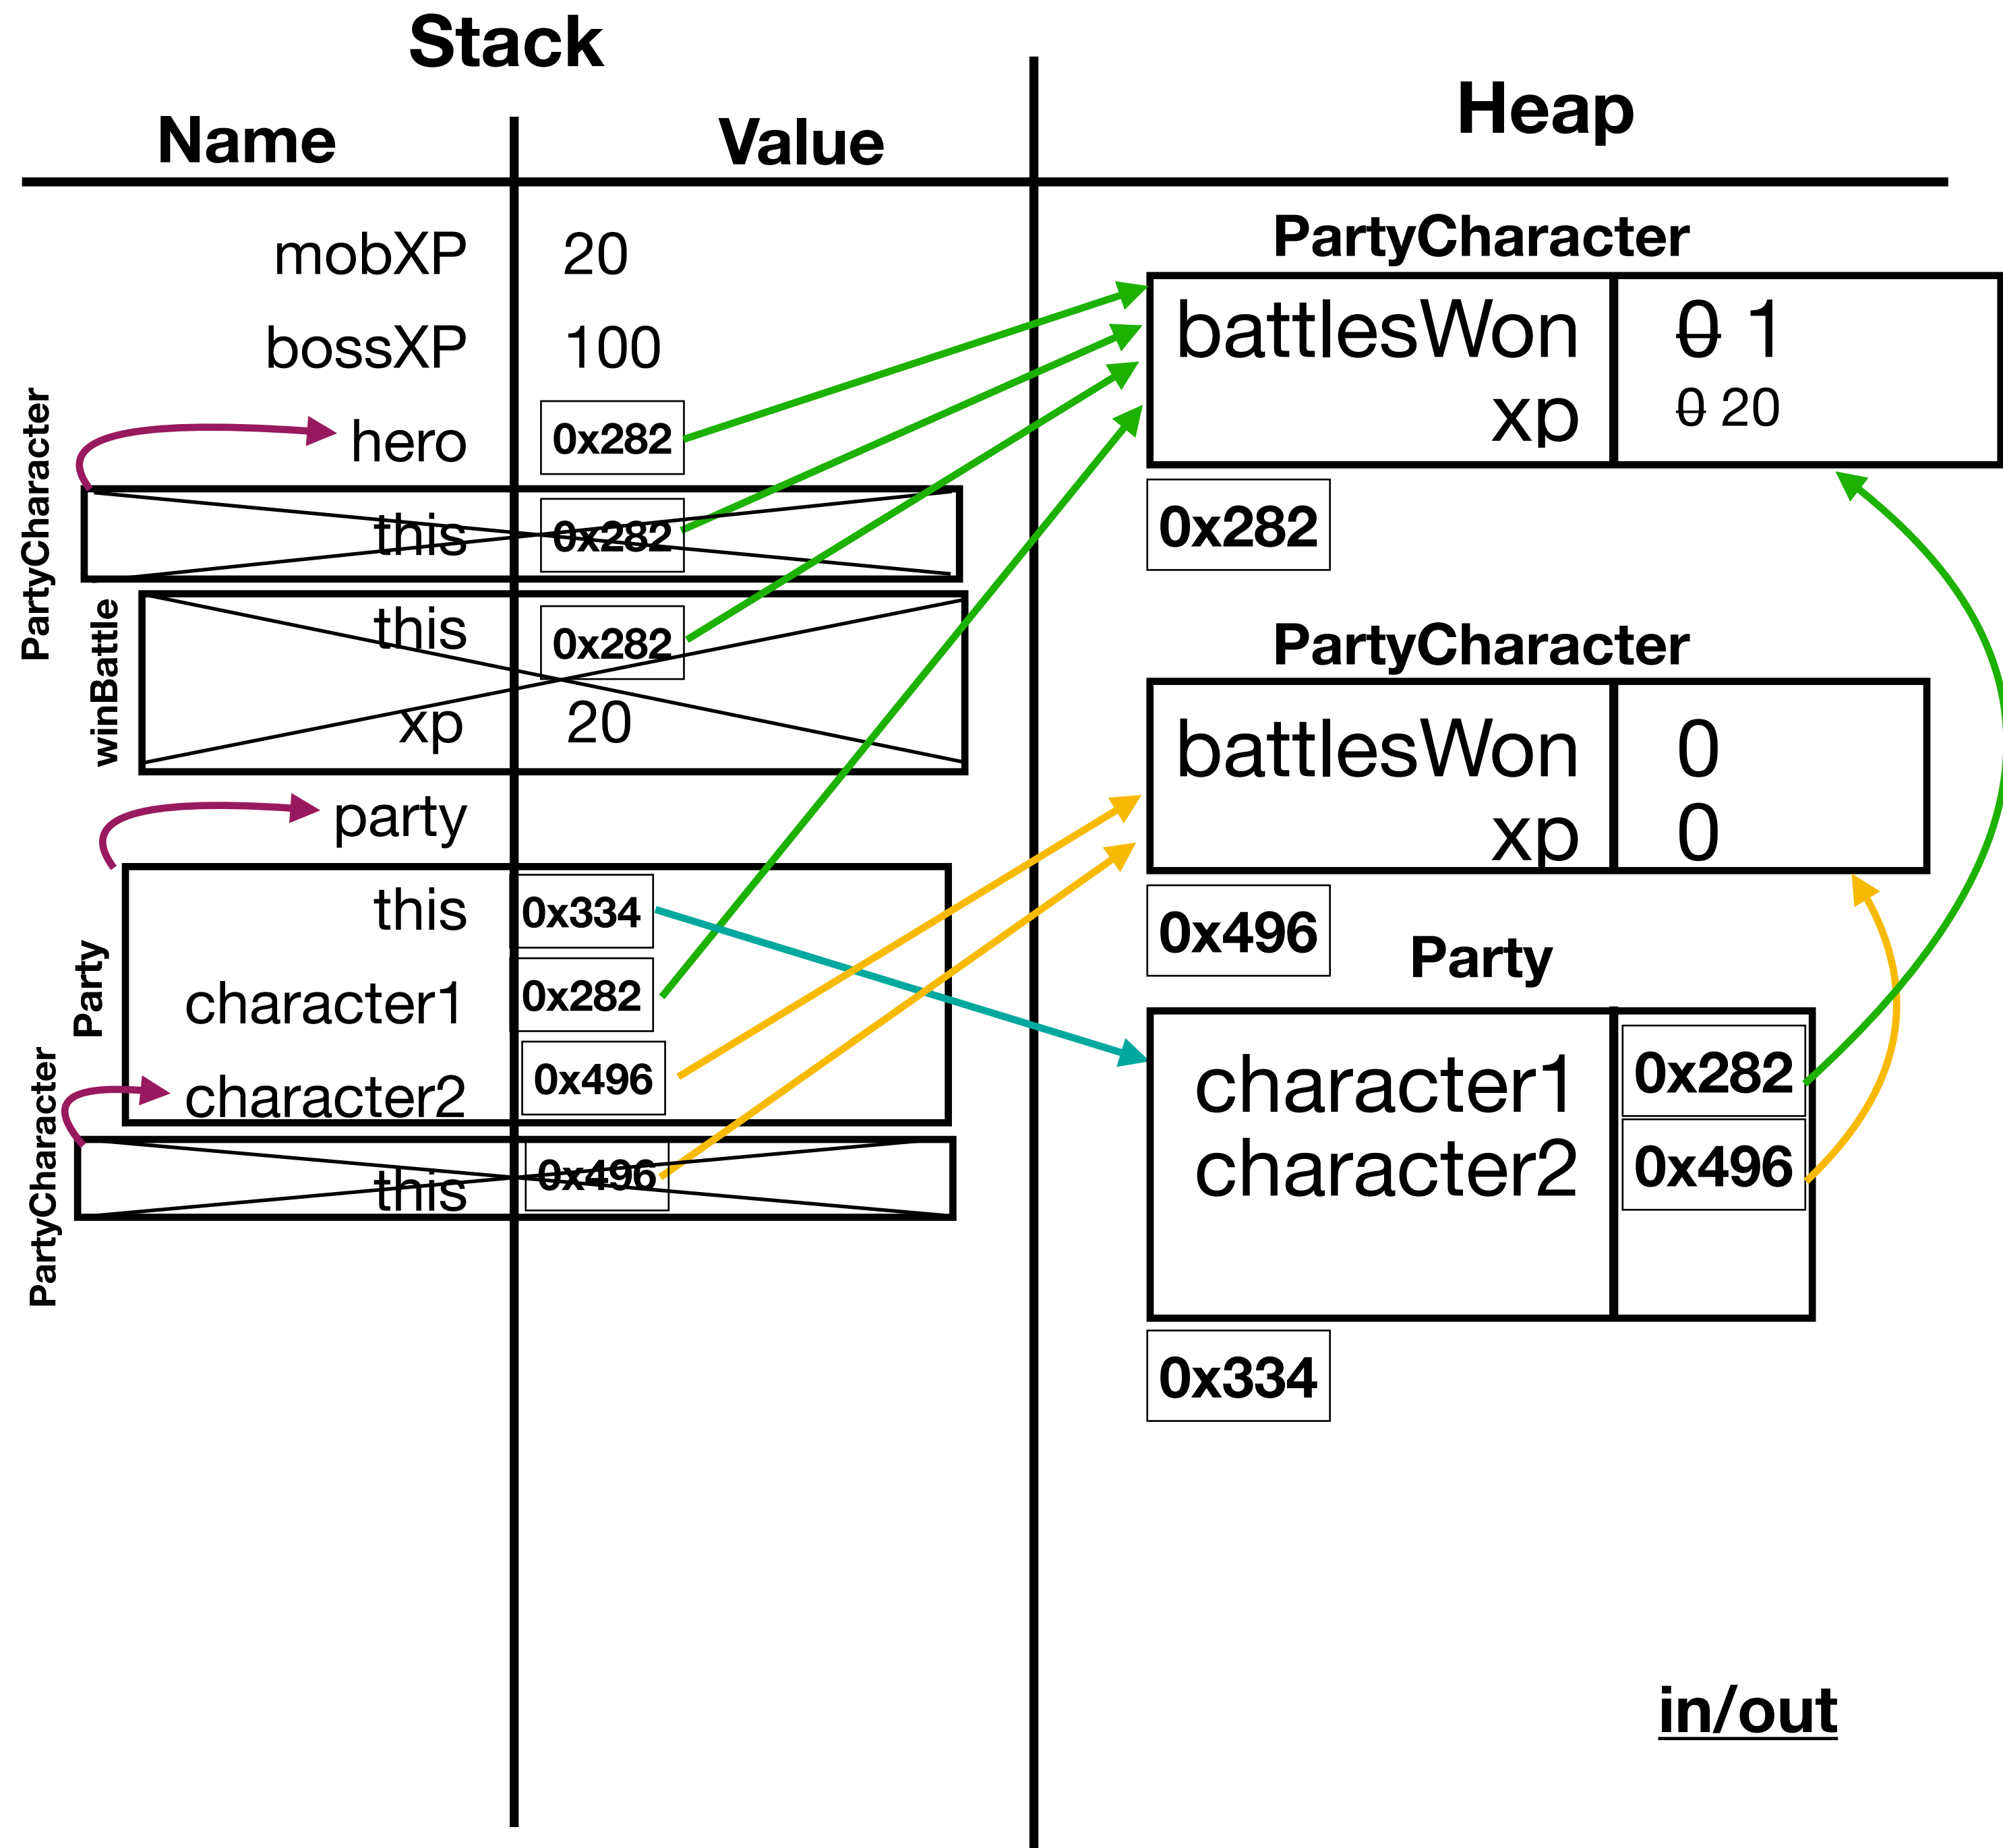 Stack
Heap
Name Value
mobXP 20
bossXP 100
hero 0x282
PartyCharacter
this 0x282
winBattle
this 0x282
xp 20
party
Party
this 0x334
character1 0x282
character2 0x496
PartyCharacter
this 0x496
PartyCharacter
battlesWon 0 1
xp 0 20
0x282
PartyCharacter
battlesWon 0
xp 0
0x496
Party
character1 0x282
character2 0x496
0x334
in/out